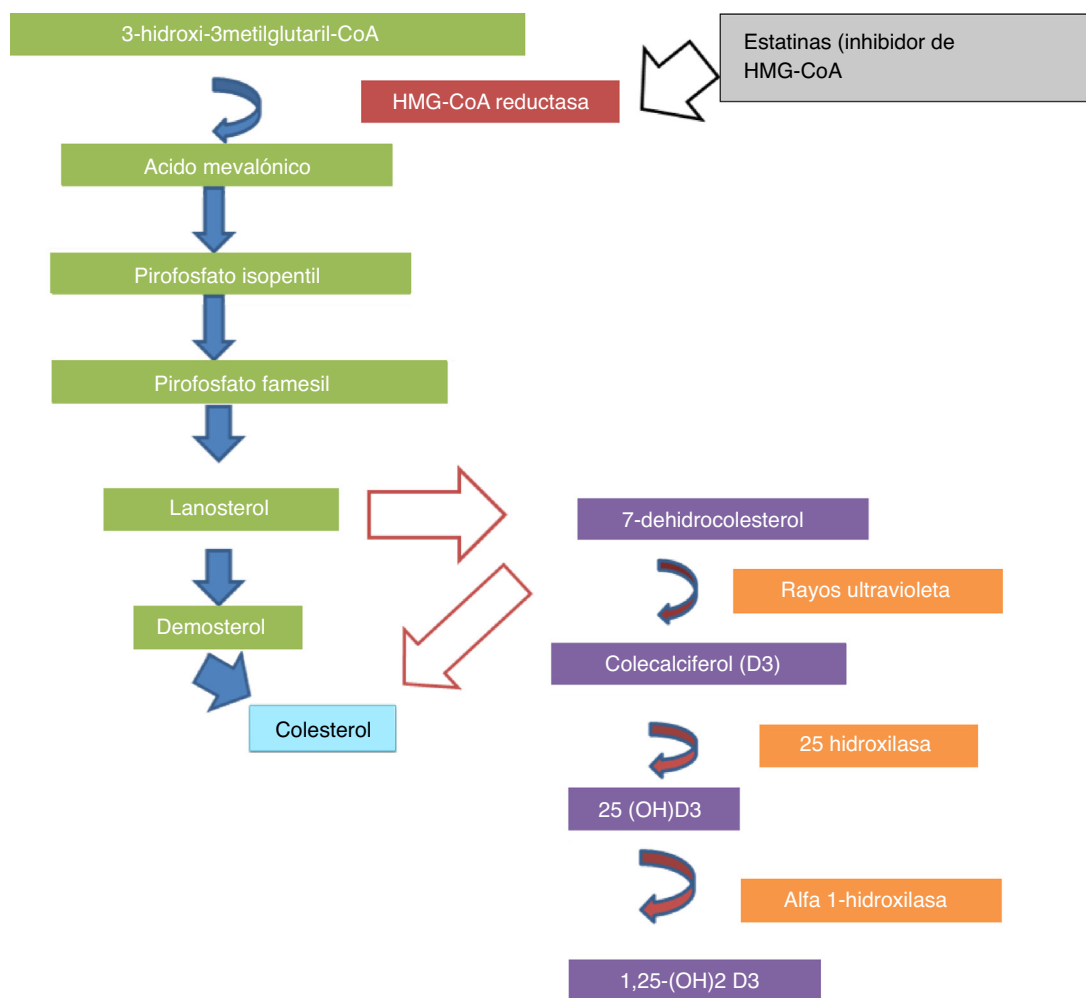 3-hidroxi-3metilglutaril-CoA
Estatinas (inhibidor de
HMG-CoA
HMG-CoA reductasa
Acido mevalónico
Pirofosfato isopentil
Pirofosfato famesil
Lanosterol
7-dehidrocolesterol
Rayos ultravioleta
Demosterol
Colecalciferol (D3)
Colesterol
25 hidroxilasa
25 (OH)D3
Alfa 1-hidroxilasa
1,25-(OH)2 D3